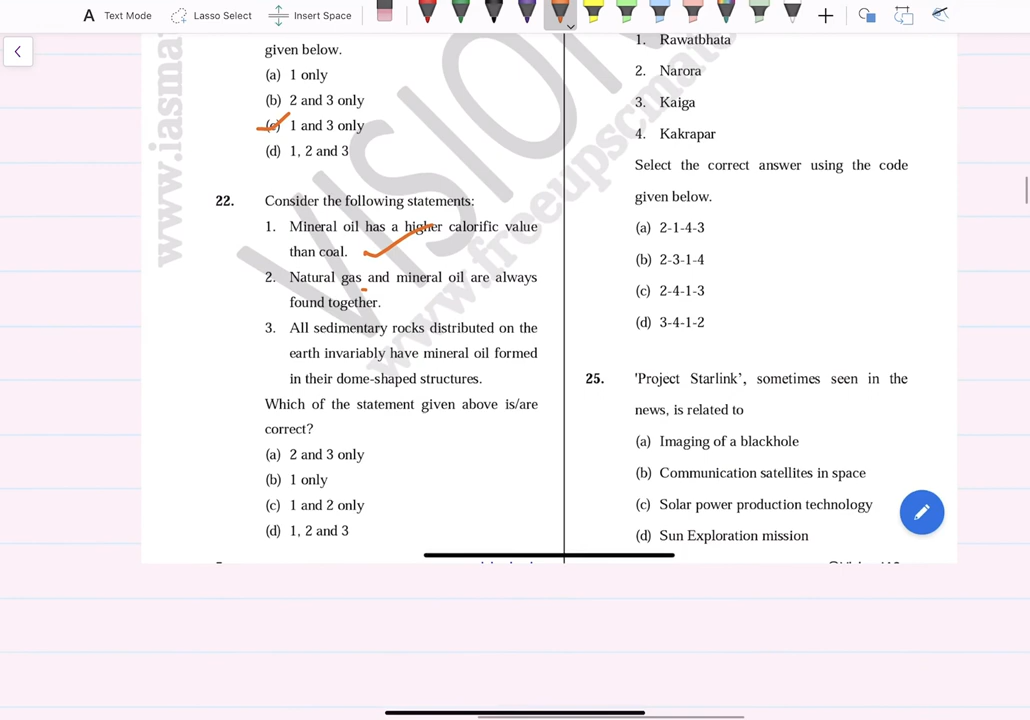 A Text Mode Lasso Select Insert Space
given below.
(a) 1 only
(b) 2 and 3 only
(c) 1 and 3 only
(d) 1, 2 and 3
22. Consider the following statements:
1. Mineral oil has a higher calorific value
than coal.
2. Natural gas and mineral oil are always
found together.
3. All sedimentary rocks distributed on the
earth invariably have mineral oil formed
in their dome-shaped structures.
Which of the statement given above is/are
correct?
(a) 2 and 3 only
(b) 1 only
(c) 1 and 2 only
(d) 1, 2 and 3
1. Rawatbhata
2. Narora
3. Kaiga
4. Kakrapar
Select the correct answer using the code
given below.
(a) 2-1-4-3
(b) 2-3-1-4
(c) 2-4-1-3
(d) 3-4-1-2
25. 'Project Starlink’, sometimes seen in the
news, is related to
(a) Imaging of a blackhole
(b) Communication satellites in space
(c) Solar power production technology
(d) Sun Exploration mission
www.iasma
VISION
www.freeupscmate